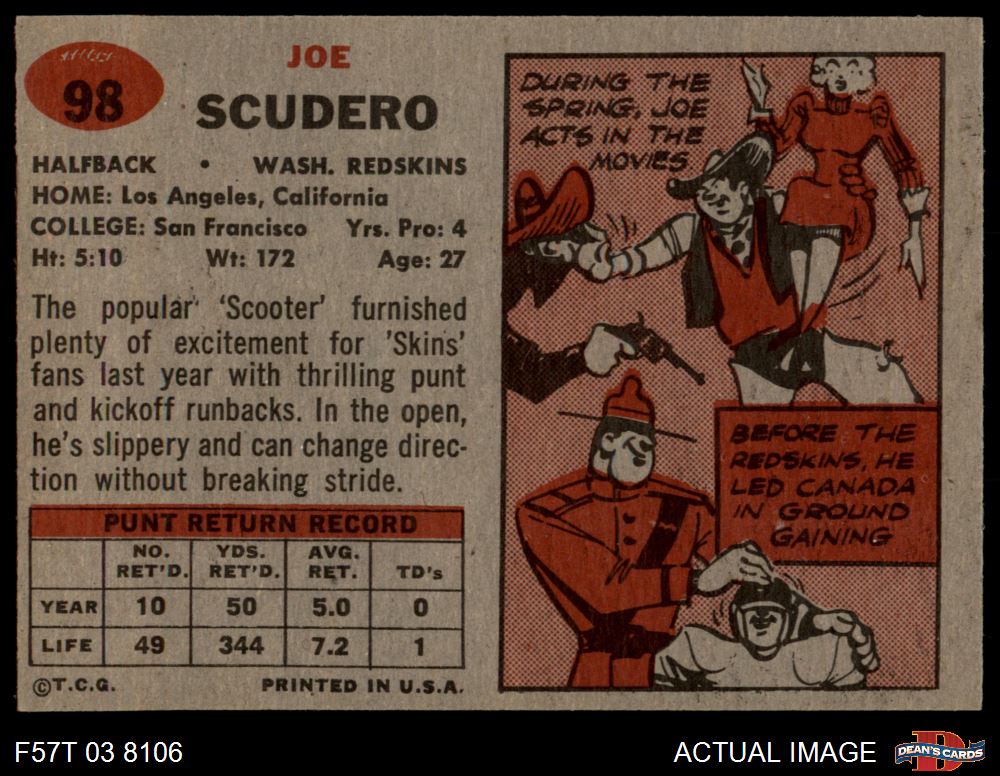 98
JOE
SCUDERO
HALFBACK • WASH. REDSKINS
HOME: Los Angeles, California
COLLEGE: San Francisco Yrs. Pro: 4
Ht: 5:10 Wt: 172 Age: 27
The popular 'Scooter' furnished
plenty of excitement for 'Skins'
fans last year with thrilling punt
and kickoff runbacks. In the open,
he's slippery and can change direc-
tion without breaking stride.
PUNT RETURN RECORD
NO. RET'D. YDS. RET'D. AVG. RET. TD's
YEAR 10 50 5.0 0
LIFE 49 344 7.2 1
©T.C.G. PRINTED IN U.S.A.
DURING THE
SPRING, JOE
ACTS IN THE
MOVIES
BEFORE THE
REDSKINS, HE
LED CANADA
IN GROUND
GAINING
F57T 03 8106
ACTUAL IMAGE
DEAN'S CARDS